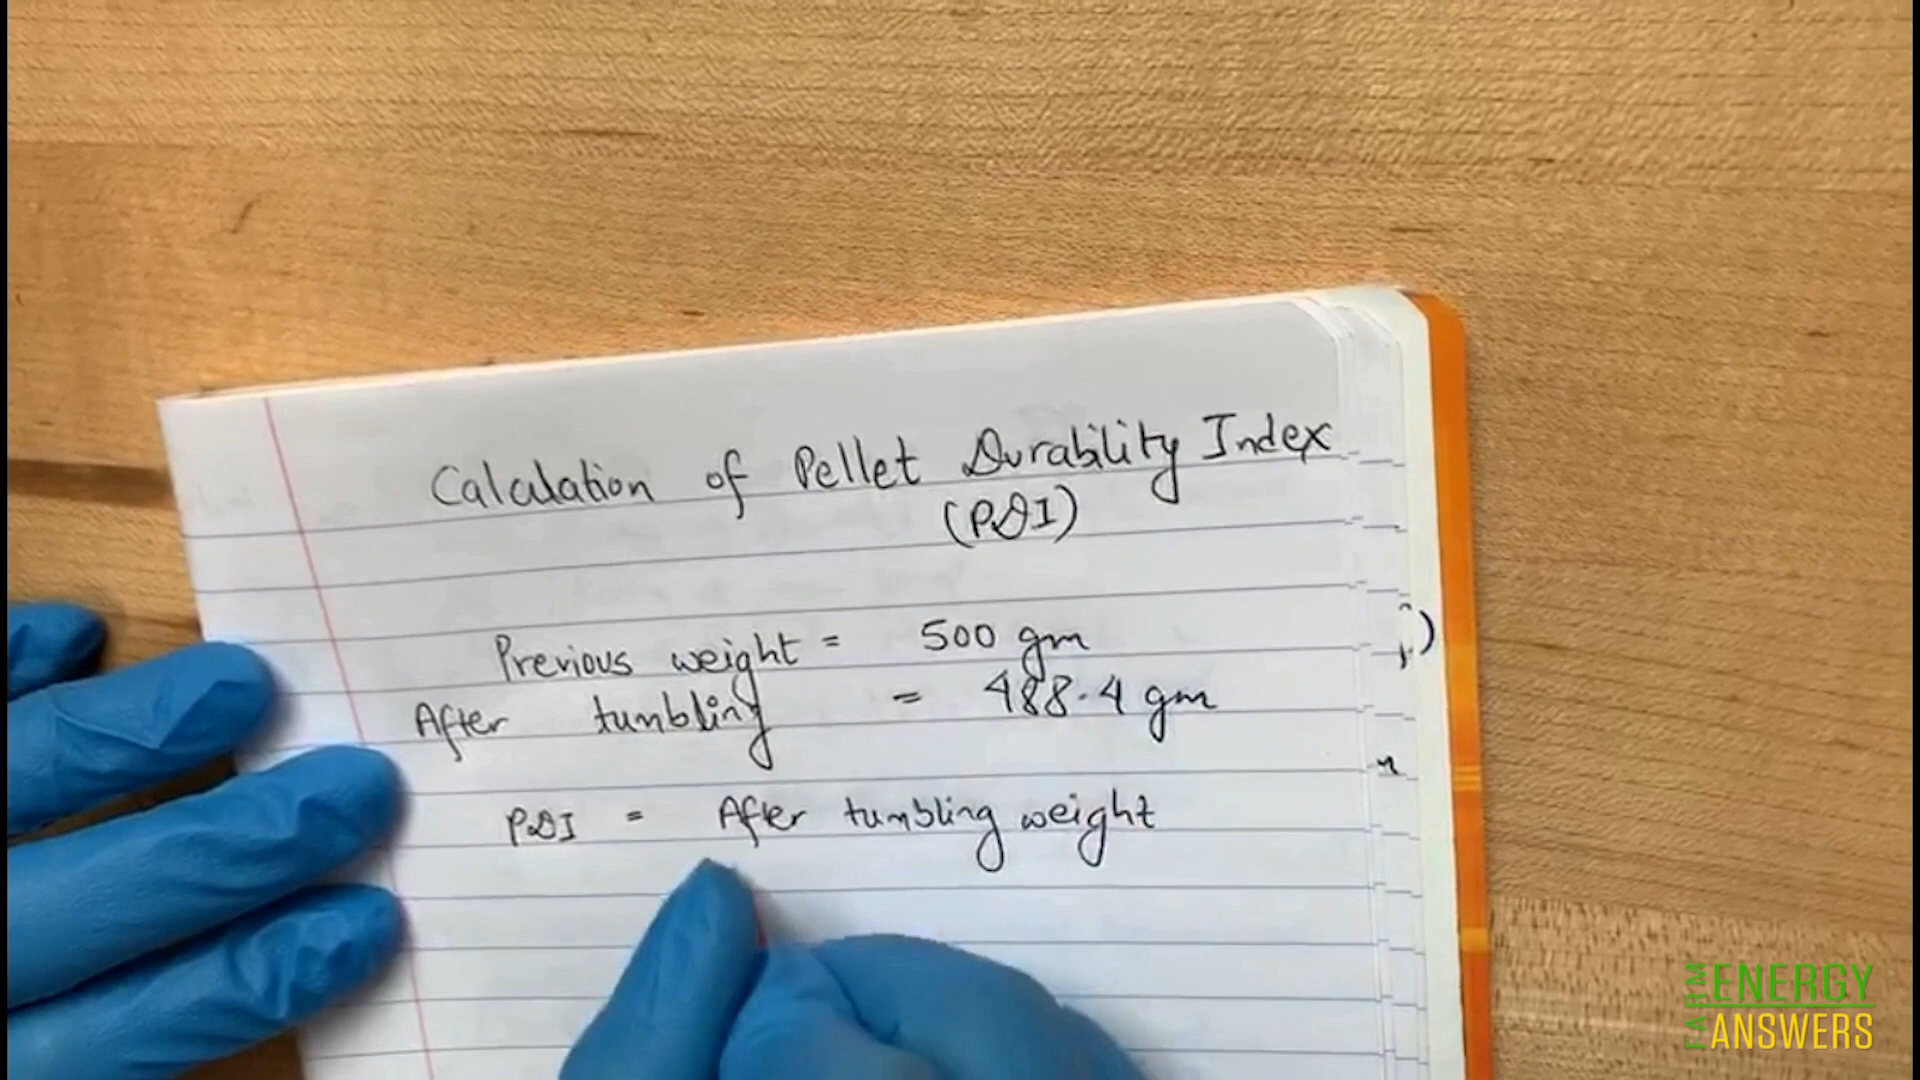 Calculation of Pellet Durability Index
(PDI)
Previous weight = 500 gm
After tumbling = 488.4 gm
PDI = After tumbling weight
FARM
ENERGY
ANSWERS